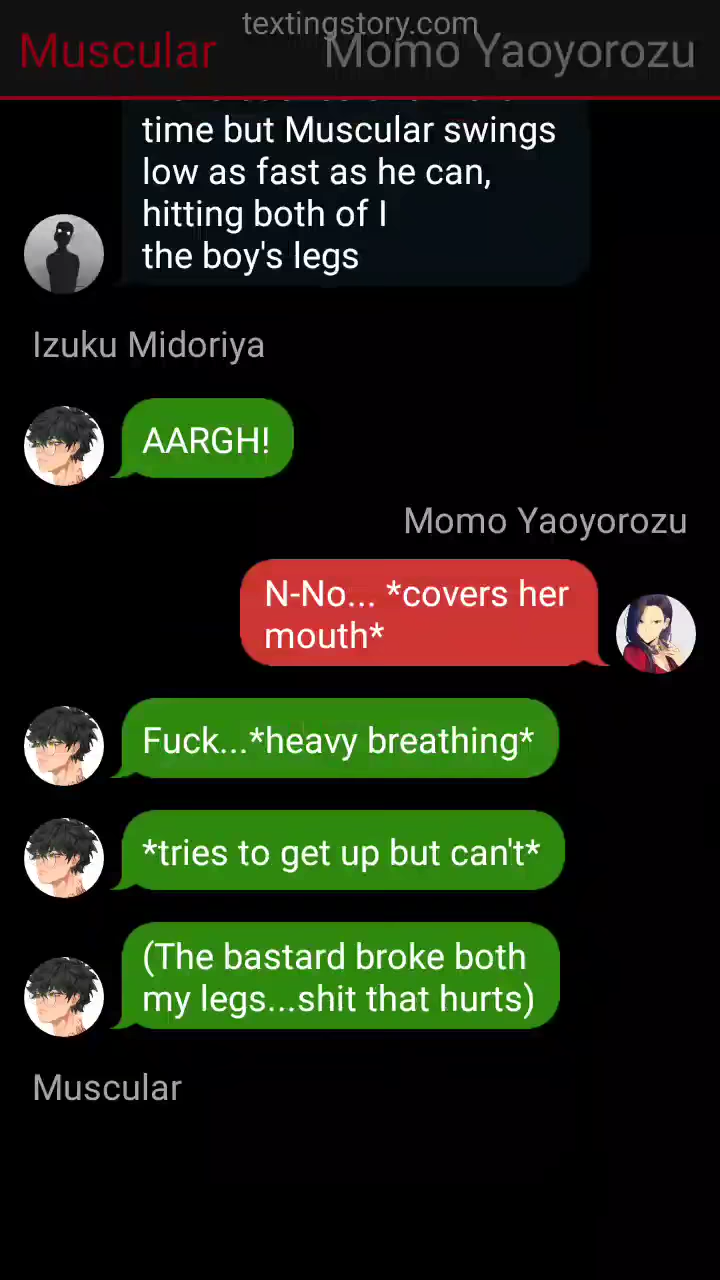 textingstory.com
Muscular
Momo Yaoyorozu
time but Muscular swings
low as fast as he can,
hitting both of I
the boy's legs
Izuku Midoriya
AARGH!
Momo Yaoyorozu
N-No... *covers her
mouth*
Fuck...*heavy breathing*
*tries to get up but can't*
(The bastard broke both
my legs...shit that hurts)
Muscular